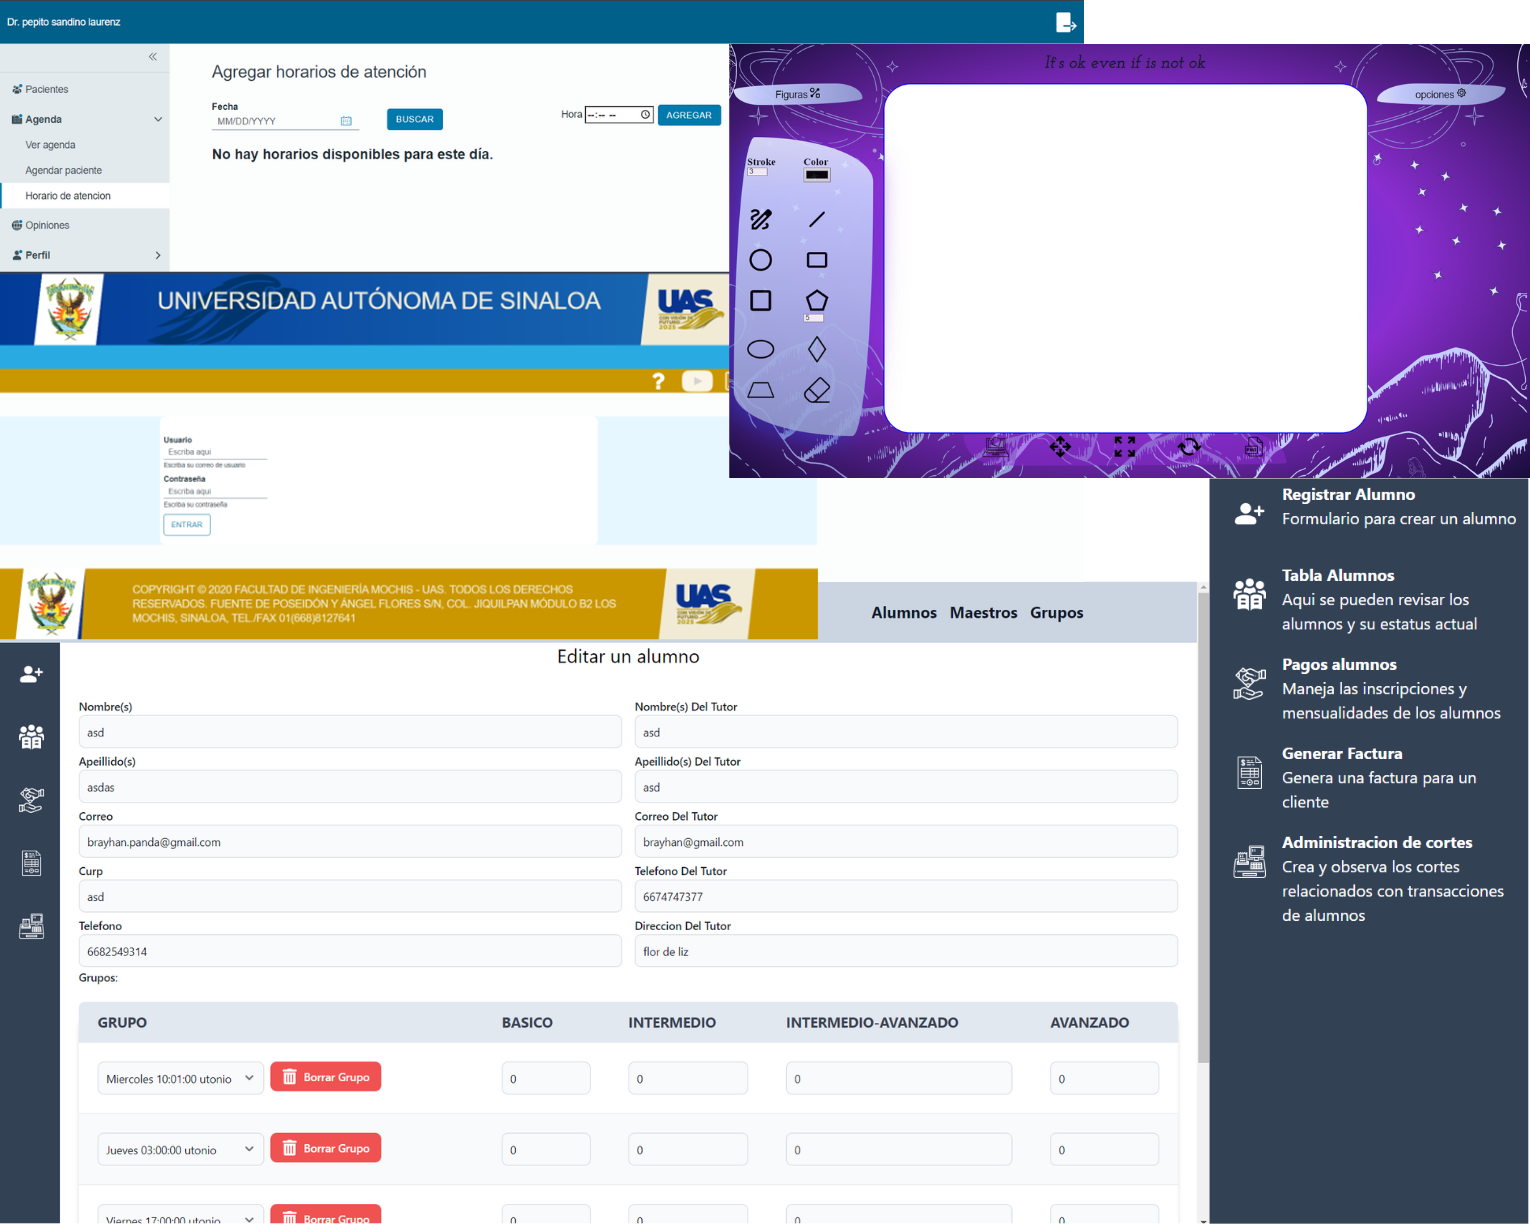 Dr. pepito sandino laurenz
Pacientes
Agenda
Ver agenda
Agendar paciente
Horario de atencion
Opiniones
Perfil
Agregar horarios de atención
Fecha
MM/DD/YYYY
BUSCAR
Hora --:-- --
AGREGAR
No hay horarios disponibles para este día.
It's ok even if is not ok
Figuras
opciones
Stroke
Color
3
5
UNIVERSIDAD AUTÓNOMA DE SINALOA
UAS
CON VISIÓN DE
FUTURO
2025
?
Usuario
Escriba aqui
Escriba su correo de usuario
Contraseña
Escriba aqui
Escriba su contraseña
ENTRAR
COPYRIGHT © 2020 FACULTAD DE INGENIERÍA MOCHIS - UAS. TODOS LOS DERECHOS
RESERVADOS. FUENTE DE POSEIDÓN Y ÁNGEL FLORES S/N, COL. JIQUILPAN MÓDULO B2 LOS
MOCHIS, SINALOA, TEL./FAX 01(668)8127641
UAS
CON VISIÓN DE
FUTURO
2025
Alumnos Maestros Grupos
Editar un alumno
Nombre(s)
asd
Apeillido(s)
asdas
Correo
brayhan.panda@gmail.com
Curp
asd
Telefono
6682549314
Nombre(s) Del Tutor
asd
Apeillido(s) Del Tutor
asd
Correo Del Tutor
brayhan@gmail.com
Telefono Del Tutor
6674747377
Direccion Del Tutor
flor de liz
Grupos:
GRUPO BASICO INTERMEDIO INTERMEDIO-AVANZADO AVANZADO
Miercoles 10:01:00 utonio Borrar Grupo 0 0 0 0
Jueves 03:00:00 utonio Borrar Grupo 0 0 0 0
Viernes 17:00:00 utonio Borrar Grupo 0 0 0 0
Registrar Alumno
Formulario para crear un alumno
Tabla Alumnos
Aqui se pueden revisar los
alumnos y su estatus actual
Pagos alumnos
Maneja las inscripciones y
mensualidades de los alumnos
Generar Factura
Genera una factura para un
cliente
Administracion de cortes
Crea y observa los cortes
relacionados con transacciones
de alumnos